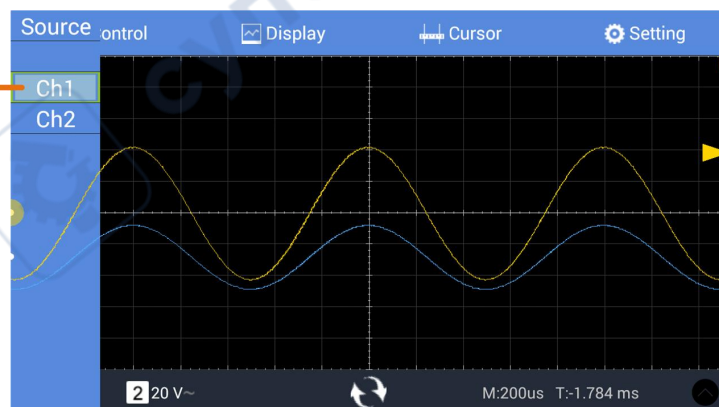 Source ontrol Display Cursor Setting
Ch1
Ch2
2 20 V~ M:200us T:-1.784 ms